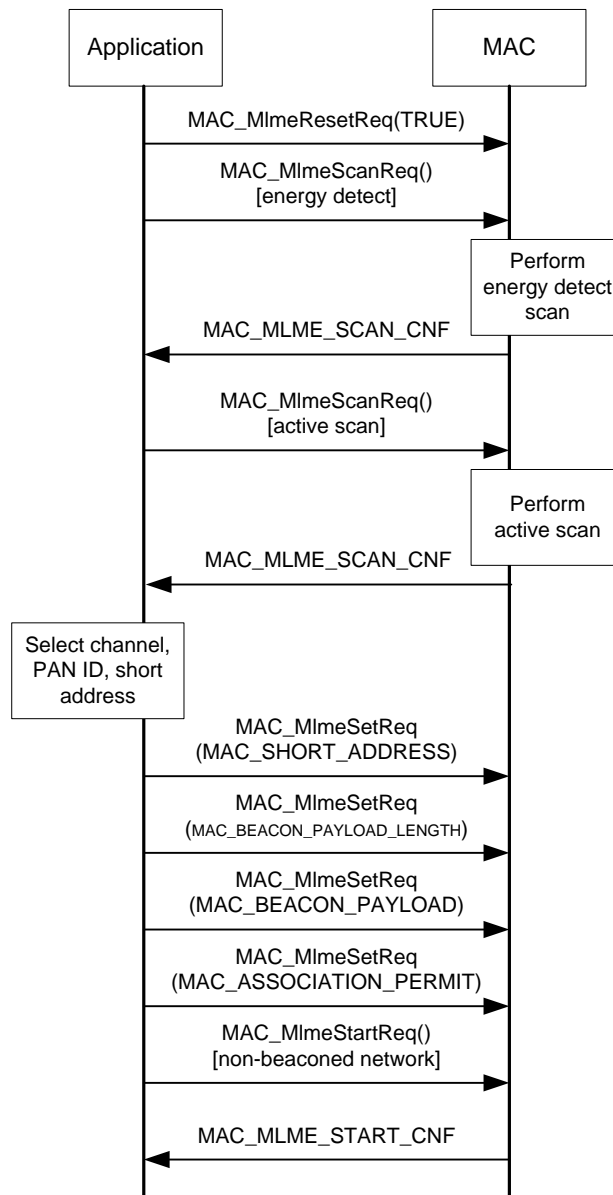 Application
MAC
MAC_MlmeResetReq(TRUE)
MAC_MlmeScanReq()
[energy detect]
Perform
energy detect
scan
MAC_MLME_SCAN_CNF
MAC_MlmeScanReq()
[active scan]
Perform
active scan
MAC_MLME_SCAN_CNF
Select channel,
PAN ID, short
address
MAC_MlmeSetReq
(MAC_SHORT_ADDRESS)
MAC_MlmeSetReq
(MAC_BEACON_PAYLOAD_LENGTH)
MAC_MlmeSetReq
(MAC_BEACON_PAYLOAD)
MAC_MlmeSetReq
(MAC_ASSOCIATION_PERMIT)
MAC_MlmeStartReq()
[non-beaconed network]
MAC_MLME_START_CNF